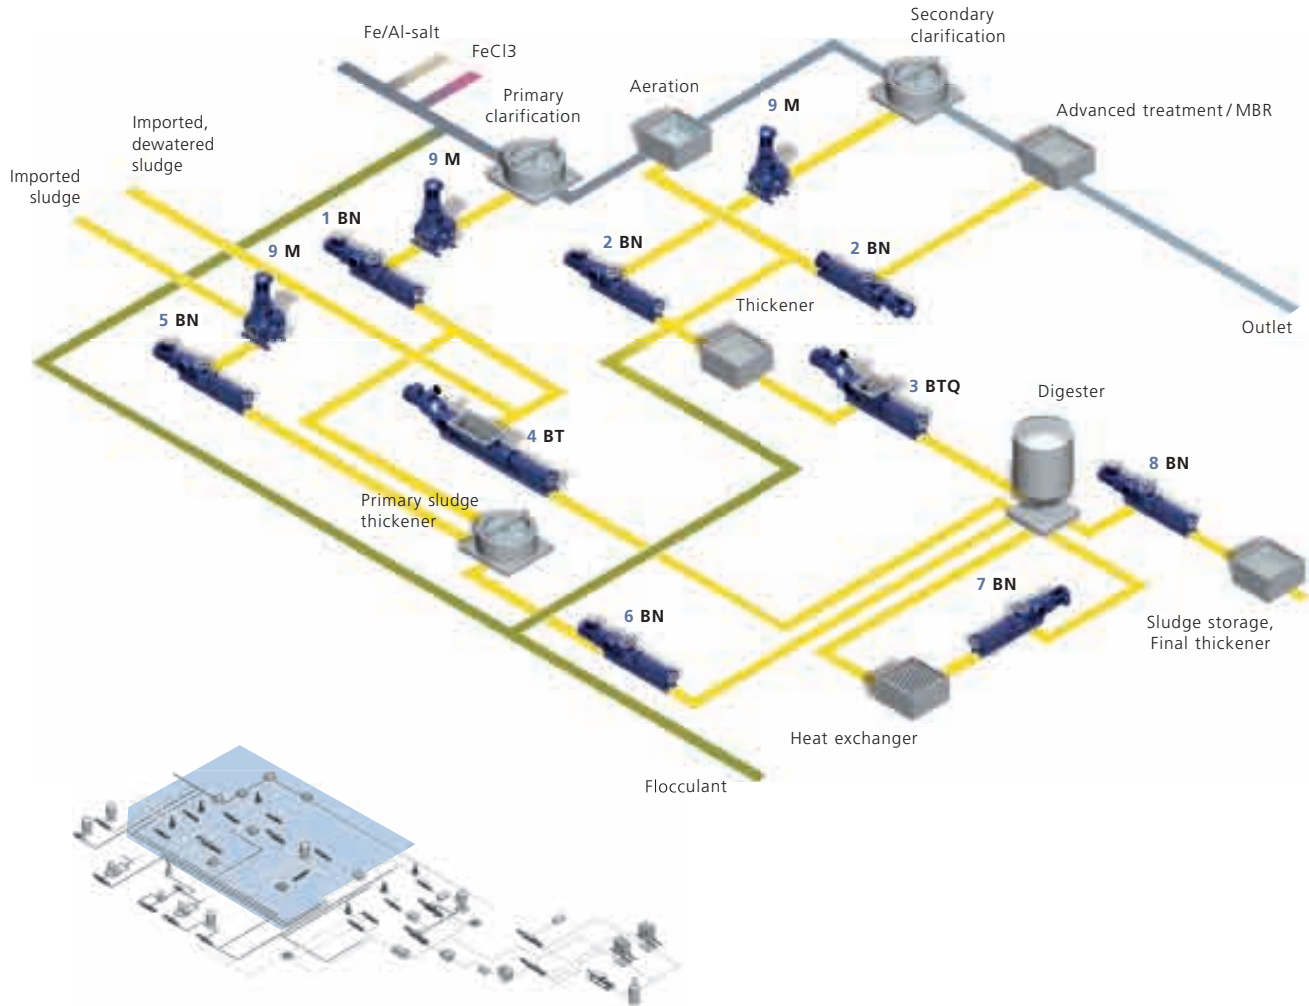 Secondary
clarification
Fe/Al-salt
FeCl3
Primary
clarification
Aeration
9 M
Advanced treatment/MBR
Imported,
dewatered
sludge
Imported
sludge
9 M
1 BN
9 M
2 BN
2 BN
Outlet
5 BN
Thickener
3 BTQ
Digester
4 BT
8 BN
Primary sludge
thickener
7 BN
6 BN
Sludge storage,
Final thickener
Heat exchanger
Flocculant